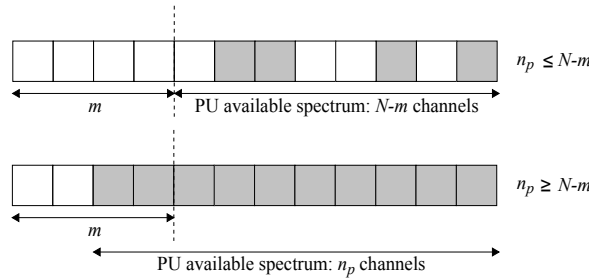 n_p ≤ N-m
m
PU available spectrum: N-m channels
n_p ≥ N-m
m
PU available spectrum: n_p channels